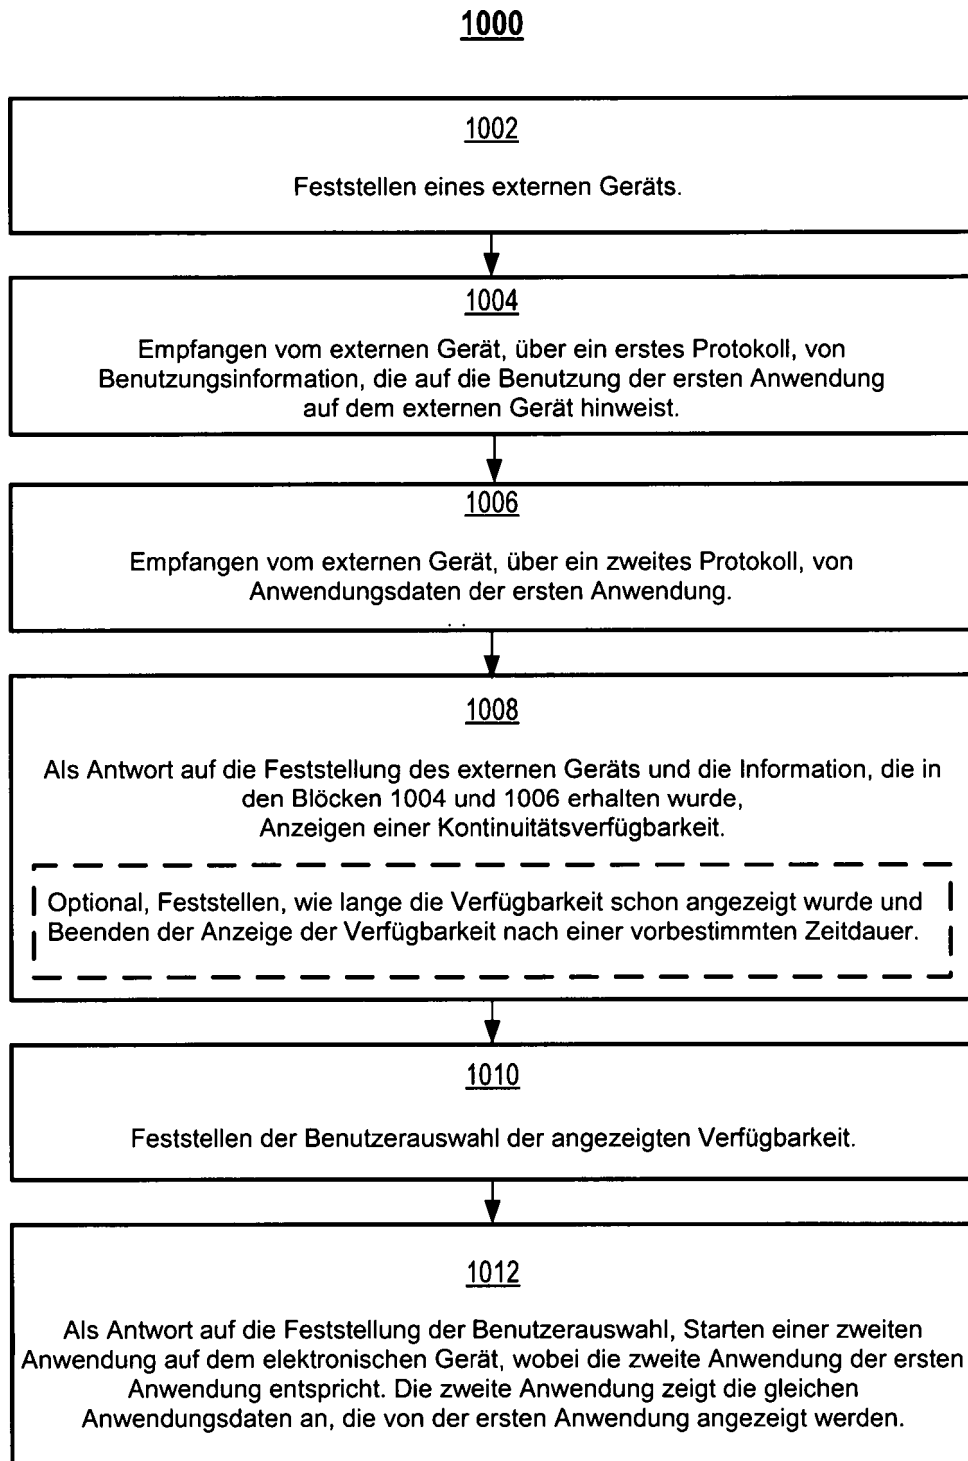 1000
1002
Feststellen eines externen Geräts.
1004
Empfangen vom externen Gerät, über ein erstes Protokoll, von
Benutzungsinformation, die auf die Benutzung der ersten Anwendung
auf dem externen Gerät hinweist.
1006
Empfangen vom externen Gerät, über ein zweites Protokoll, von
Anwendungsdaten der ersten Anwendung.
1008
Als Antwort auf die Feststellung des externen Geräts und die Information, die in
den Blöcken 1004 und 1006 erhalten wurde,
Anzeigen einer Kontinuitätsverfügbarkeit.
Optional, Feststellen, wie lange die Verfügbarkeit schon angezeigt wurde und
Beenden der Anzeige der Verfügbarkeit nach einer vorbestimmten Zeitdauer.
1010
Feststellen der Benutzerauswahl der angezeigten Verfügbarkeit.
1012
Als Antwort auf die Feststellung der Benutzerauswahl, Starten einer zweiten
Anwendung auf dem elektronischen Gerät, wobei die zweite Anwendung der ersten
Anwendung entspricht. Die zweite Anwendung zeigt die gleichen
Anwendungsdaten an, die von der ersten Anwendung angezeigt werden.